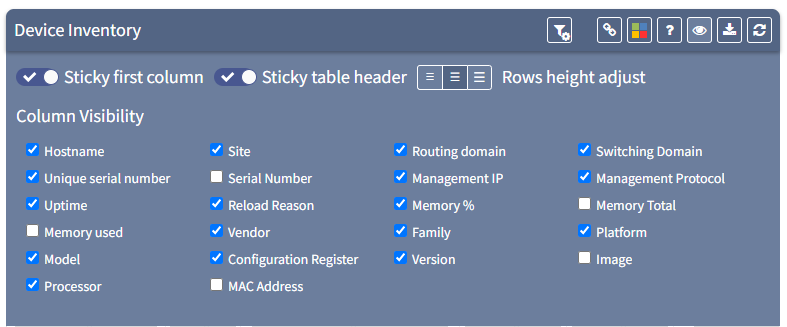 Device Inventory
?
Sticky first column Sticky table header Rows height adjust
Column Visibility
Hostname Site Routing domain Switching Domain
Unique serial number Serial Number Management IP Management Protocol
Uptime Reload Reason Memory % Memory Total
Memory used Vendor Family Platform
Model Configuration Register Version Image
Processor MAC Address